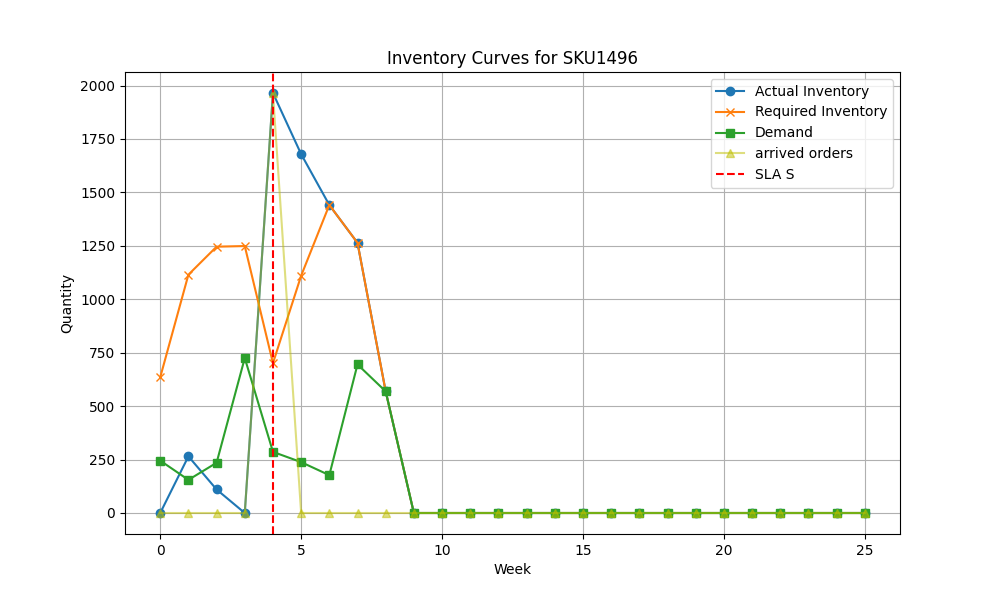 Inventory Curves for SKU1496
Actual Inventory
Required Inventory
Demand
arrived orders
SLA S
Quantity
2000
1750
1500
1250
1000
750
500
250
0
0 5 10 15 20 25
Week